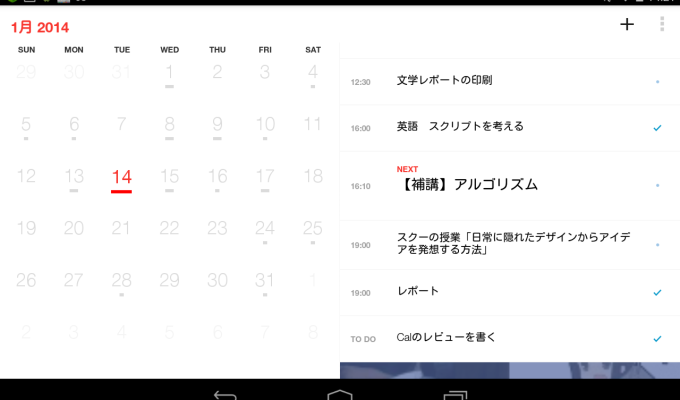 1月 2014
SUN MON TUE WED THU FRI SAT
29 30 31 1 2 3 4
5 6 7 8 9 10 11
12 13 14 15 16 17 18
19 20 21 22 23 24 25
26 27 28 29 30 31 1
2 3 4 5 6 7 8
12:30 文学レポートの印刷
16:00 英語　スクリプトを考える
NEXT
16:10 【補講】アルゴリズム
19:00 スクーの授業「日常に隠れたデザインからアイデ
アを発想する方法」
19:00 レポート
TO DO Calのレビューを書く